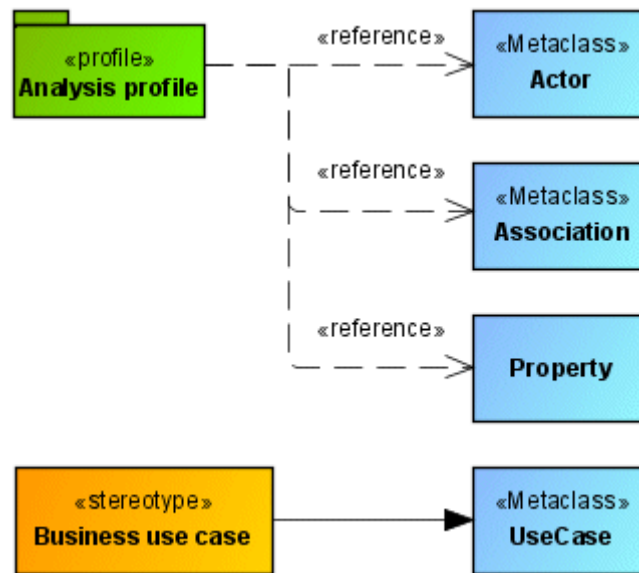 «profile»
Analysis profile
«reference»
«Metaclass»
Actor
«reference»
«Metaclass»
Association
«reference»
Property
«stereotype»
Business use case
«Metaclass»
UseCase